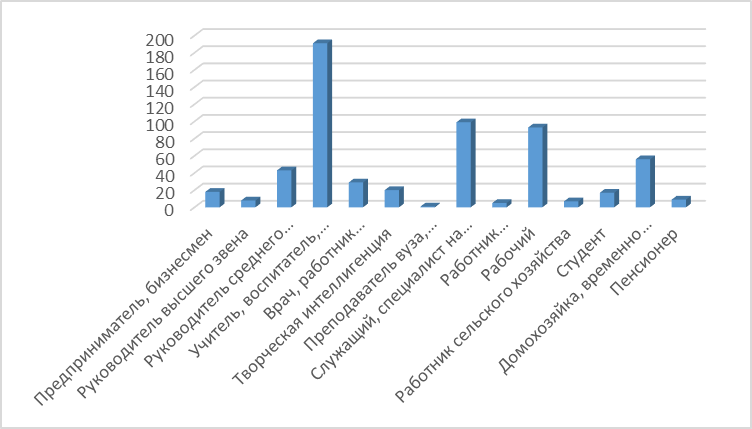 200
180
160
140
120
100
80
60
40
20
0
Предприниматель, бизнесмен
Руководитель высшего звена
Руководитель среднего…
Учитель, воспитатель,…
Врач, работник…
Творческая интеллигенция
Преподаватель вуза,…
Служащий, специалист на…
Работник…
Рабочий
Работник сельского хозяйства
Студент
Домохозяйка, временно…
Пенсионер